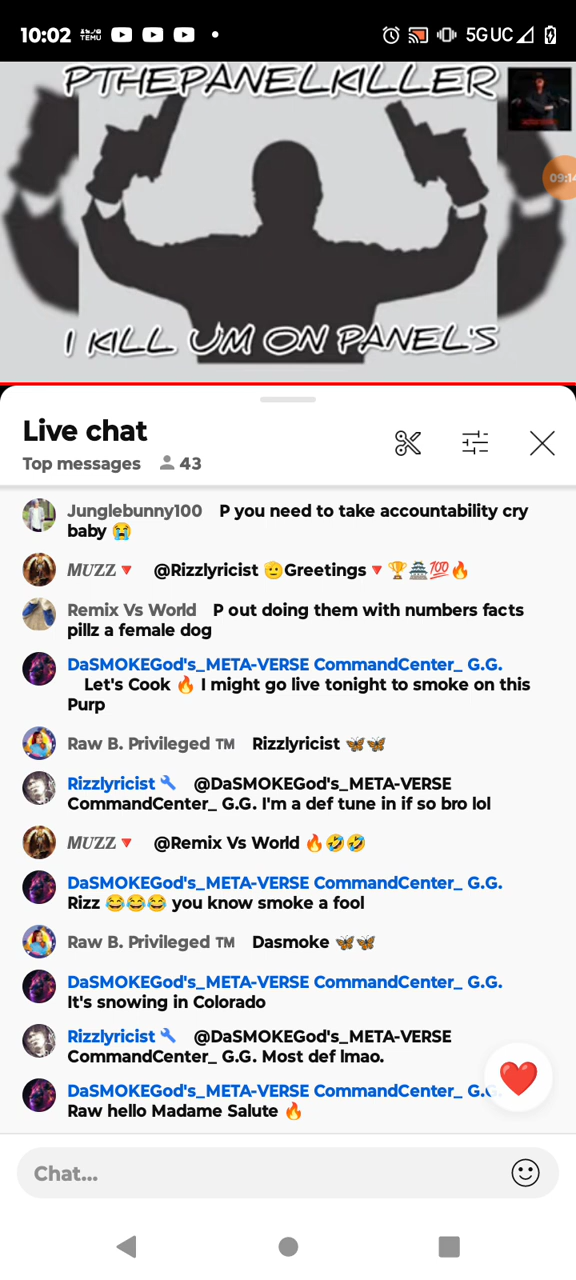 10:02 TEMU 5G UC
PTHEPANELKILLER
09:14
I KILL UM ON PANEL'S
Live chat
Top messages 43
Junglebunny100 P you need to take accountability cry
baby 😭
MUZZ🔻 @Rizzlyricist 🫡Greetings🔻🏆🏯💯🔥
Remix Vs World P out doing them with numbers facts
pillz a female dog
DaSMOKEGod's_META-VERSE CommandCenter_ G.G.
Let's Cook 🔥 I might go live tonight to smoke on this
Purp
Raw B. Privileged TM Rizzlyricist 🦋🦋
Rizzlyricist @DaSMOKEGod's_META-VERSE
CommandCenter_ G.G. I'm a def tune in if so bro lol
MUZZ🔻 @Remix Vs World 🔥🤣🤣
DaSMOKEGod's_META-VERSE CommandCenter_ G.G.
Rizz 😂😂😂 you know smoke a fool
Raw B. Privileged TM Dasmoke 🦋🦋
DaSMOKEGod's_META-VERSE CommandCenter_ G.G.
It's snowing in Colorado
Rizzlyricist @DaSMOKEGod's_META-VERSE
CommandCenter_ G.G. Most def lmao.
DaSMOKEGod's_META-VERSE CommandCenter_ G.G.
Raw hello Madame Salute 🔥
Chat...